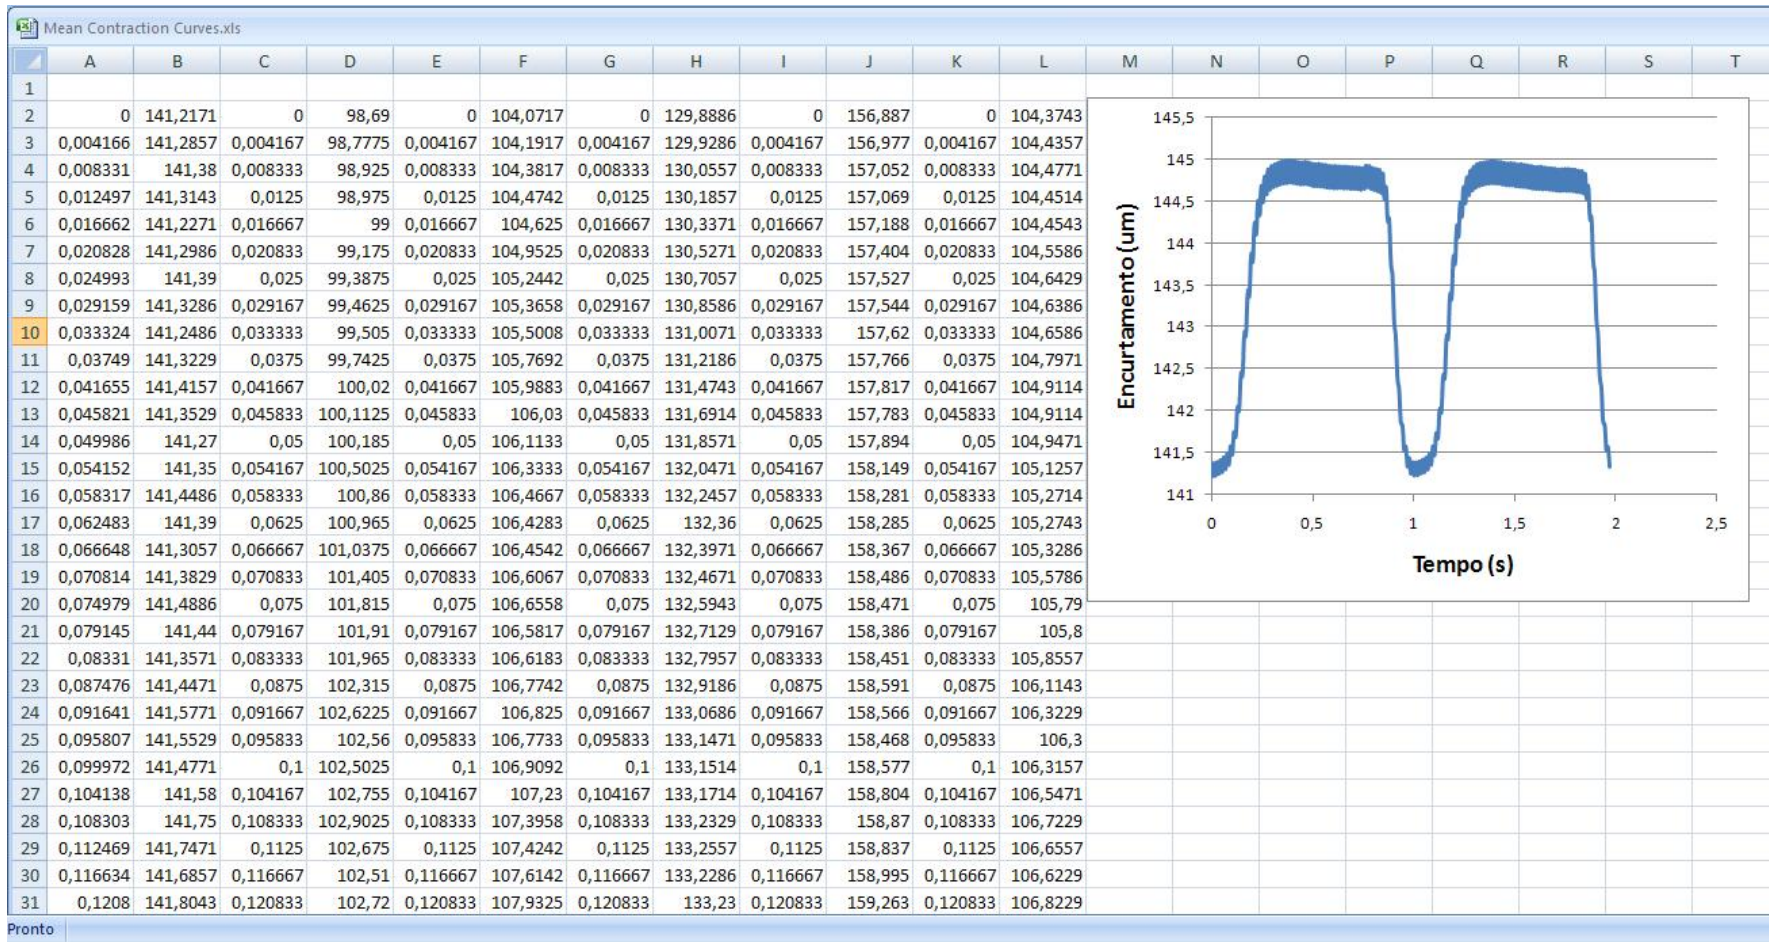 Mean Contraction Curves.xls
A B C D E F G H I J K L M N O P Q R S T
1
2 0 141,2171 0 98,69 0 104,0717 0 129,8886 0 156,887 0 104,3743
3 0,004166 141,2857 0,004167 98,7775 0,004167 104,1917 0,004167 129,9286 0,004167 156,977 0,004167 104,4357
4 0,008331 141,38 0,008333 98,925 0,008333 104,3817 0,008333 130,0557 0,008333 157,052 0,008333 104,4771
5 0,012497 141,3143 0,0125 98,975 0,0125 104,4742 0,0125 130,1857 0,0125 157,069 0,0125 104,4514
6 0,016662 141,2271 0,016667 99 0,016667 104,625 0,016667 130,3371 0,016667 157,188 0,016667 104,4543
7 0,020828 141,2986 0,020833 99,175 0,020833 104,9525 0,020833 130,5271 0,020833 157,404 0,020833 104,5586
8 0,024993 141,39 0,025 99,3875 0,025 105,2442 0,025 130,7057 0,025 157,527 0,025 104,6429
9 0,029159 141,3286 0,029167 99,4625 0,029167 105,3658 0,029167 130,8586 0,029167 157,544 0,029167 104,6386
10 0,033324 141,2486 0,033333 99,505 0,033333 105,5008 0,033333 131,0071 0,033333 157,62 0,033333 104,6586
11 0,03749 141,3229 0,0375 99,7425 0,0375 105,7692 0,0375 131,2186 0,0375 157,766 0,0375 104,7971
12 0,041655 141,4157 0,041667 100,02 0,041667 105,9883 0,041667 131,4743 0,041667 157,817 0,041667 104,9114
13 0,045821 141,3529 0,045833 100,1125 0,045833 106,03 0,045833 131,6914 0,045833 157,783 0,045833 104,9114
14 0,049986 141,27 0,05 100,185 0,05 106,1133 0,05 131,8571 0,05 157,894 0,05 104,9471
15 0,054152 141,35 0,054167 100,5025 0,054167 106,3333 0,054167 132,0471 0,054167 158,149 0,054167 105,1257
16 0,058317 141,4486 0,058333 100,86 0,058333 106,4667 0,058333 132,2457 0,058333 158,281 0,058333 105,2714
17 0,062483 141,39 0,0625 100,965 0,0625 106,4283 0,0625 132,36 0,0625 158,285 0,0625 105,2743
18 0,066648 141,3057 0,066667 101,0375 0,066667 106,4542 0,066667 132,3971 0,066667 158,367 0,066667 105,3286
19 0,070814 141,3829 0,070833 101,405 0,070833 106,6067 0,070833 132,4671 0,070833 158,486 0,070833 105,5786
20 0,074979 141,4886 0,075 101,815 0,075 106,6558 0,075 132,5943 0,075 158,471 0,075 105,79
21 0,079145 141,44 0,079167 101,91 0,079167 106,5817 0,079167 132,7129 0,079167 158,386 0,079167 105,8
22 0,08331 141,3571 0,083333 101,965 0,083333 106,6183 0,083333 132,7957 0,083333 158,451 0,083333 105,8557
23 0,087476 141,4471 0,0875 102,315 0,0875 106,7742 0,0875 132,9186 0,0875 158,591 0,0875 106,1143
24 0,091641 141,5771 0,091667 102,6225 0,091667 106,825 0,091667 133,0686 0,091667 158,566 0,091667 106,3229
25 0,095807 141,5529 0,095833 102,56 0,095833 106,7733 0,095833 133,1471 0,095833 158,468 0,095833 106,3
26 0,099972 141,4771 0,1 102,5025 0,1 106,9092 0,1 133,1514 0,1 158,577 0,1 106,3157
27 0,104138 141,58 0,104167 102,755 0,104167 107,23 0,104167 133,1714 0,104167 158,804 0,104167 106,5471
28 0,108303 141,75 0,108333 102,9025 0,108333 107,3958 0,108333 133,2329 0,108333 158,87 0,108333 106,7229
29 0,112469 141,7471 0,1125 102,675 0,1125 107,4242 0,1125 133,2557 0,1125 158,837 0,1125 106,6557
30 0,116634 141,6857 0,116667 102,51 0,116667 107,6142 0,116667 133,2286 0,116667 158,995 0,116667 106,6229
31 0,1208 141,8043 0,120833 102,72 0,120833 107,9325 0,120833 133,23 0,120833 159,263 0,120833 106,8229
145,5
145
144,5
144
143,5
143
142,5
142
141,5
141
Encurtamento (um)
0 0,5 1 1,5 2 2,5
Tempo (s)
Pronto